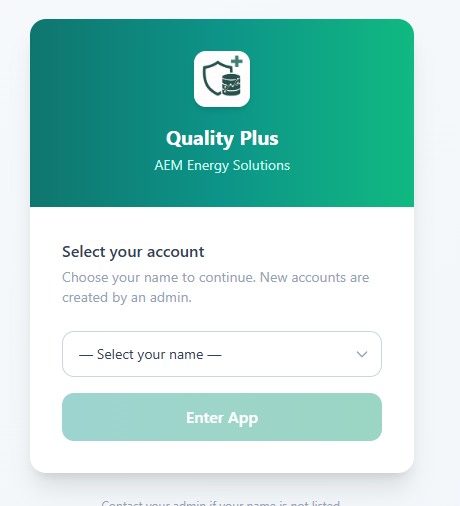 Quality Plus
AEM Energy Solutions
Select your account
Choose your name to continue. New accounts are
created by an admin.
— Select your name —
Enter App
Contact your admin if your name is not listed